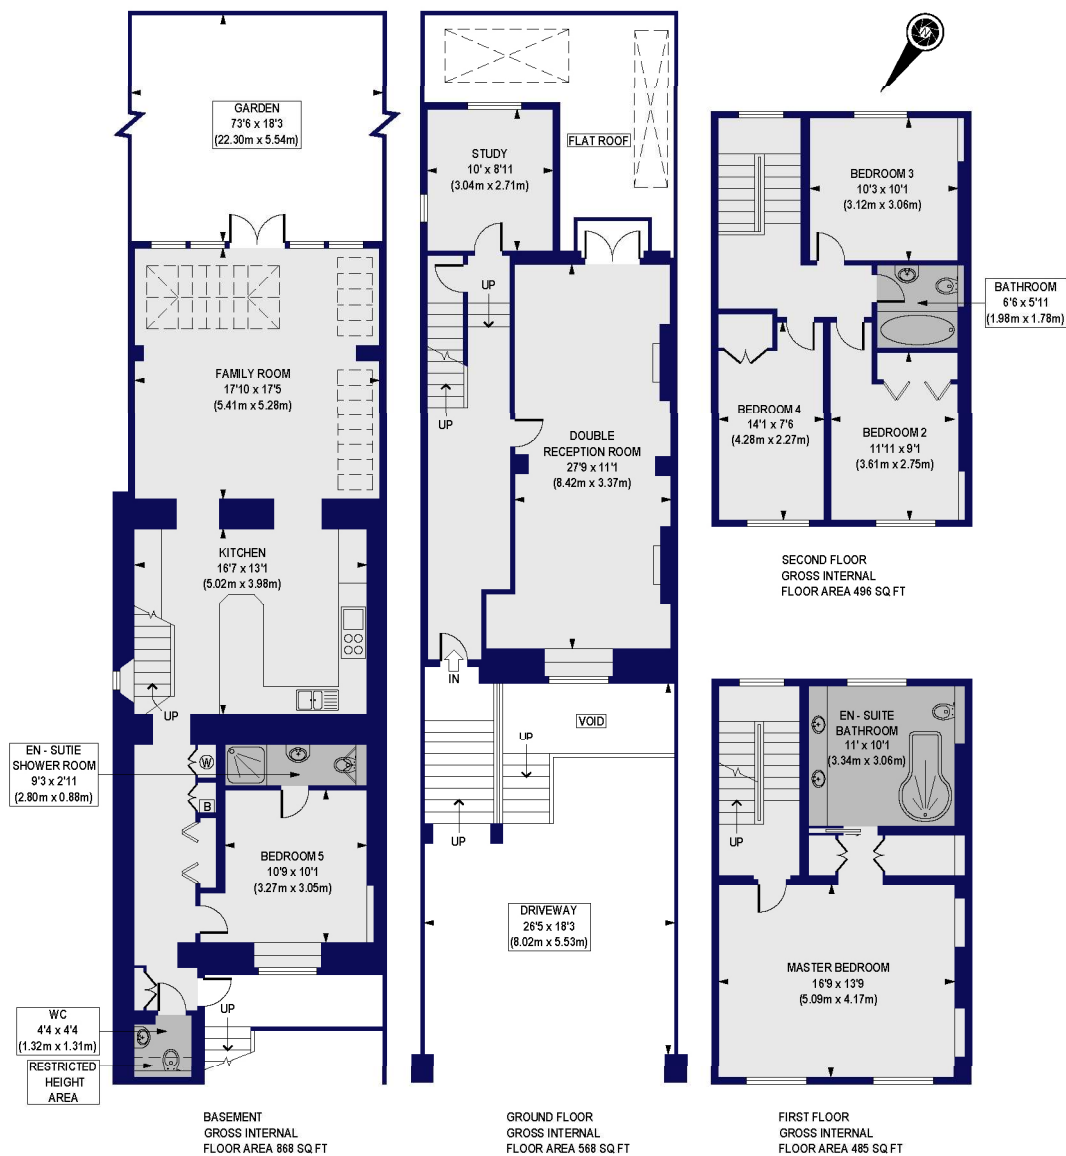 GARDEN
73'6 x 18'3
(22.30m x 5.54m)
FAMILY ROOM
17'10 x 17'5
(5.41m x 5.28m)
KITCHEN
16'7 x 13'1
(5.02m x 3.98m)
UP
EN - SUTIE
SHOWER ROOM
9'3 x 2'11
(2.80m x 0.88m)
W
B
BEDROOM 5
10'9 x 10'1
(3.27m x 3.05m)
UP
WC
4'4 x 4'4
(1.32m x 1.31m)
RESTRICTED
HEIGHT
AREA
BASEMENT
GROSS INTERNAL
FLOOR AREA 868 SQ FT
FLAT ROOF
STUDY
10' x 8'11
(3.04m x 2.71m)
UP
UP
DOUBLE
RECEPTION ROOM
27'9 x 11'1
(8.42m x 3.37m)
IN
VOID
UP
UP
DRIVEWAY
26'5 x 18'3
(8.02m x 5.53m)
GROUND FLOOR
GROSS INTERNAL
FLOOR AREA 568 SQ FT
N
BEDROOM 3
10'3 x 10'1
(3.12m x 3.06m)
BATHROOM
6'6 x 5'11
(1.98m x 1.78m)
BEDROOM 4
14'1 x 7'6
(4.28m x 2.27m)
BEDROOM 2
11'11 x 9'1
(3.61m x 2.75m)
SECOND FLOOR
GROSS INTERNAL
FLOOR AREA 496 SQ FT
EN - SUITE
BATHROOM
11' x 10'1
(3.34m x 3.06m)
UP
MASTER BEDROOM
16'9 x 13'9
(5.09m x 4.17m)
FIRST FLOOR
GROSS INTERNAL
FLOOR AREA 485 SQ FT